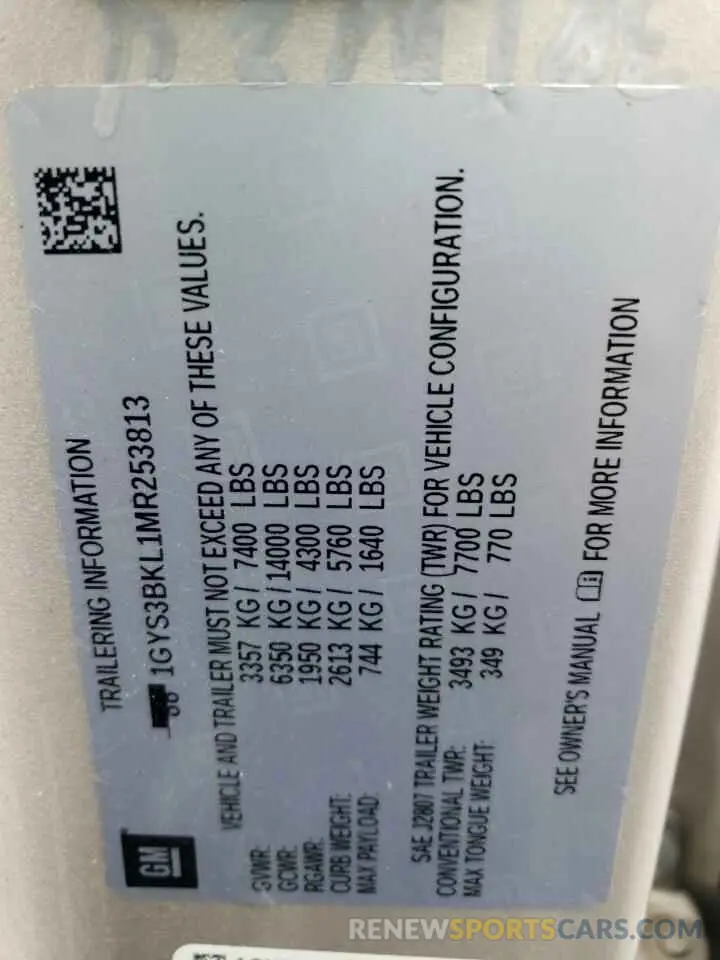 TRAILERING INFORMATION
1GYS3BKL1MR253813
VEHICLE AND TRAILER MUST NOT EXCEED ANY OF THESE VALUES.
GVWR: 3357 KG/ 7400 LBS
GCWR: 6350 KG/14000 LBS
RGAWR: 1950 KG/ 4300 LBS
CURB WEIGHT: 2613 KG/ 5760 LBS
MAX PAYLOAD: 744 KG/ 1640 LBS
SAE J2807 TRAILER WEIGHT RATING (TWR) FOR VEHICLE CONFIGURATION.
CONVENTIONAL TWR: 3493 KG/ 7700 LBS
MAX TONGUE WEIGHT: 349 KG/ 770 LBS
SEE OWNER'S MANUAL FOR MORE INFORMATION
GM
RENEWSPORTSCARS.COM